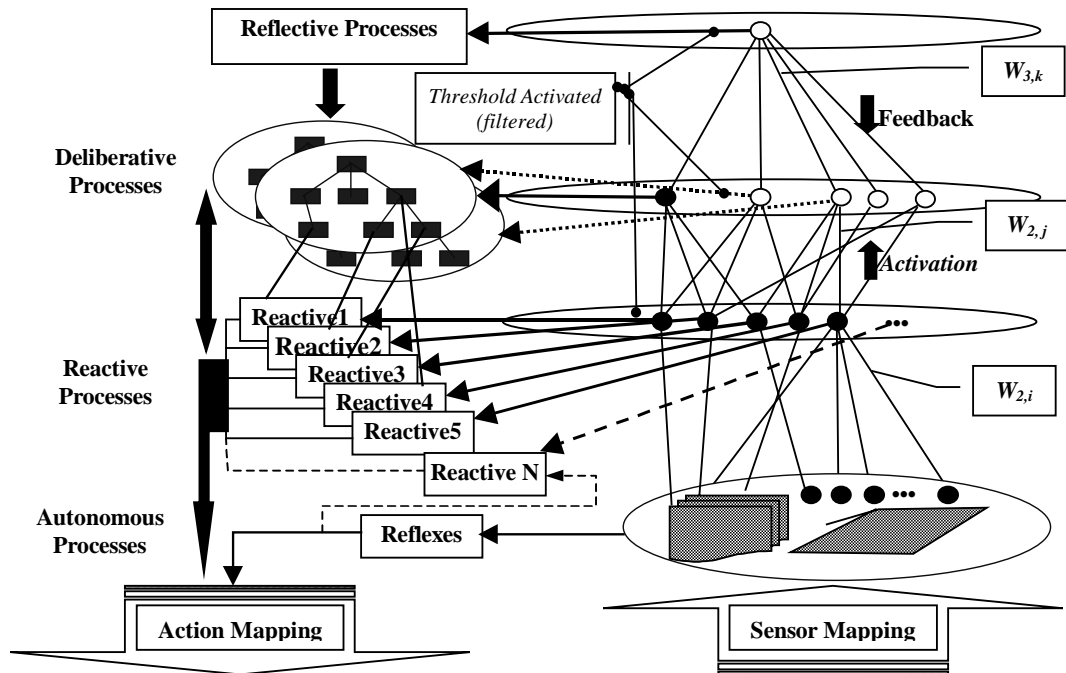 Reflective Processes
W3,k
Threshold Activated
(filtered)
Feedback
Deliberative
Processes
W2,j
Activation
Reactive1
Reactive2
Reactive3
Reactive4
Reactive5
Reactive N
Reactive
Processes
W2,i
Autonomous
Processes
Reflexes
Action Mapping
Sensor Mapping